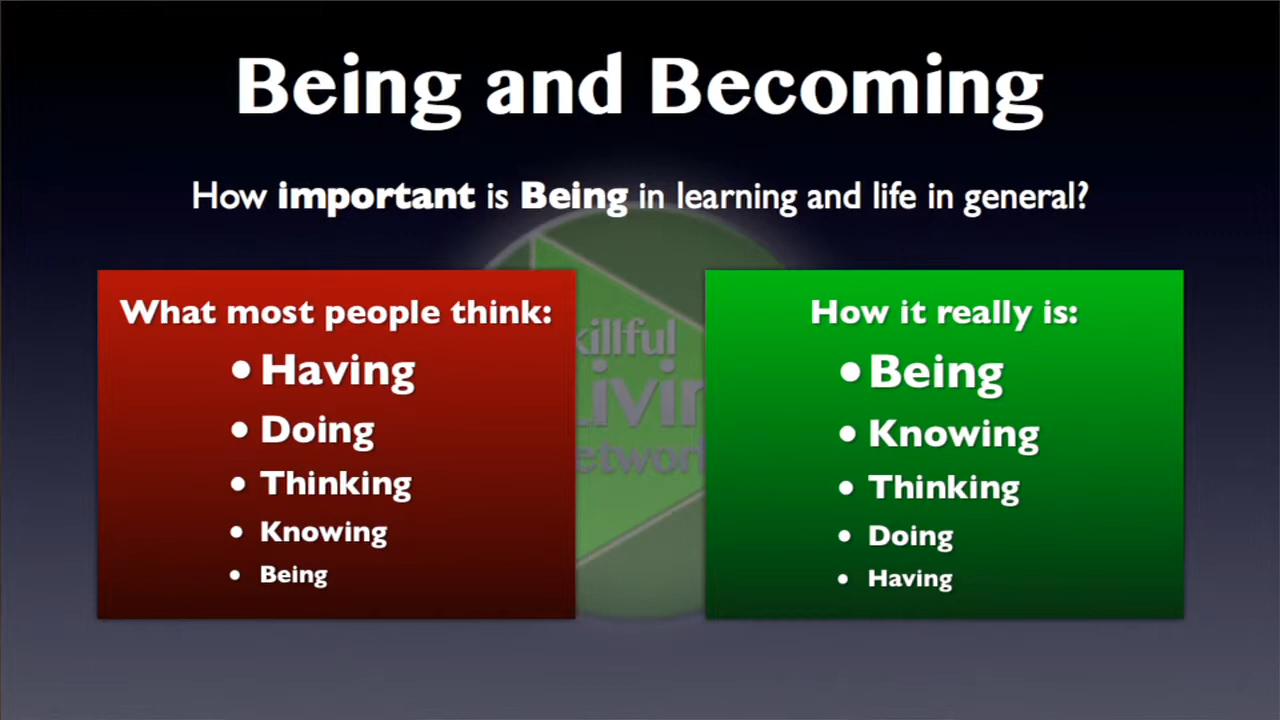 Being and Becoming
How important is Being in learning and life in general?
What most people think:
• Having
• Doing
• Thinking
• Knowing
• Being
How it really is:
• Being
• Knowing
• Thinking
• Doing
• Having